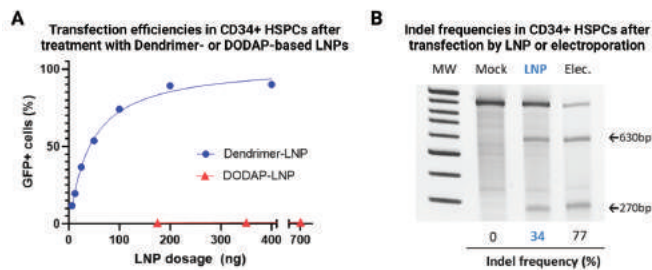 A
Transfection efficiencies in CD34+ HSPCs after
treatment with Dendrimer- or DODAP-based LNPs
100
50
0
GFP+ cells (%)
Dendrimer-LNP
DODAP-LNP
0 100 200 300 400 700
LNP dosage (ng)
B
Indel frequencies in CD34+ HSPCs after
transfection by LNP or electroporation
MW Mock LNP Elec.
←630bp
←270bp
0 34 77
Indel frequency (%)